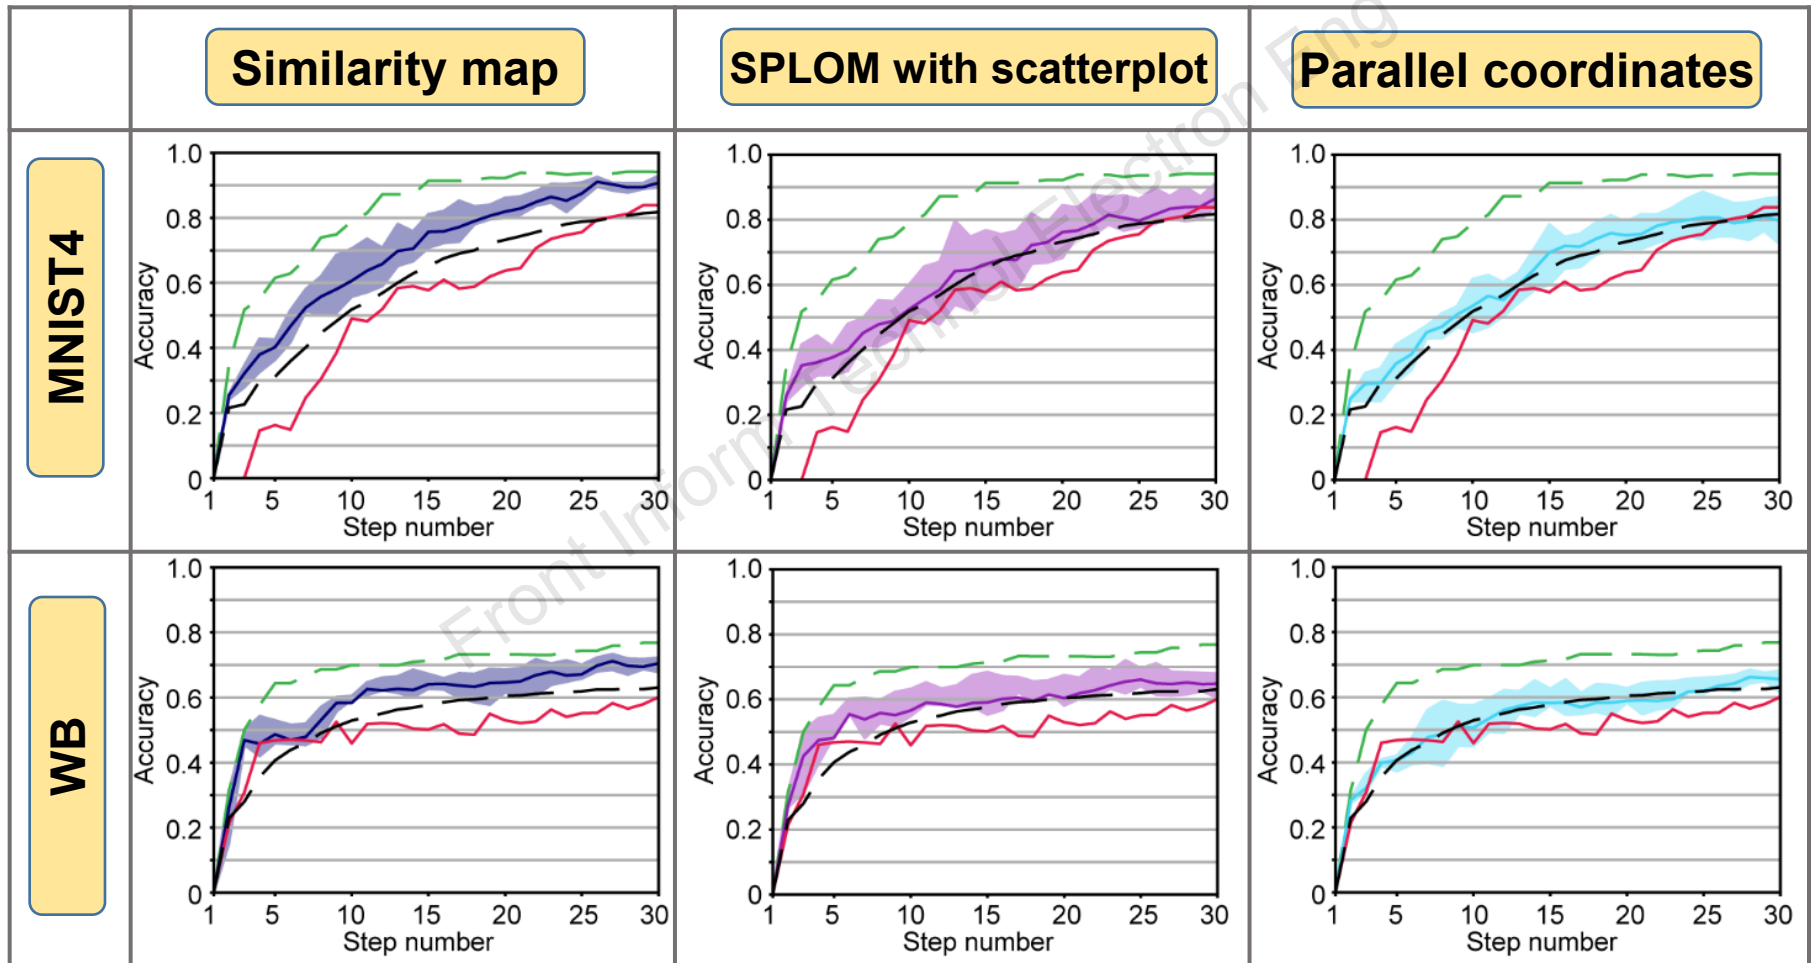 Similarity map
SPLOM with scatterplot
Parallel coordinates
MNIST4
Accuracy
1.0
0.8
0.6
0.4
0.2
0
1 5 10 15 20 25 30
Step number
Accuracy
1.0
0.8
0.6
0.4
0.2
0
1 5 10 15 20 25 30
Step number
Accuracy
1.0
0.8
0.6
0.4
0.2
0
1 5 10 15 20 25 30
Step number
WB
Accuracy
1.0
0.8
0.6
0.4
0.2
0
1 5 10 15 20 25 30
Step number
Accuracy
1.0
0.8
0.6
0.4
0.2
0
1 5 10 15 20 25 30
Step number
Accuracy
1.0
0.8
0.6
0.4
0.2
0
1 5 10 15 20 25 30
Step number
Front Inform Technol Electron Eng